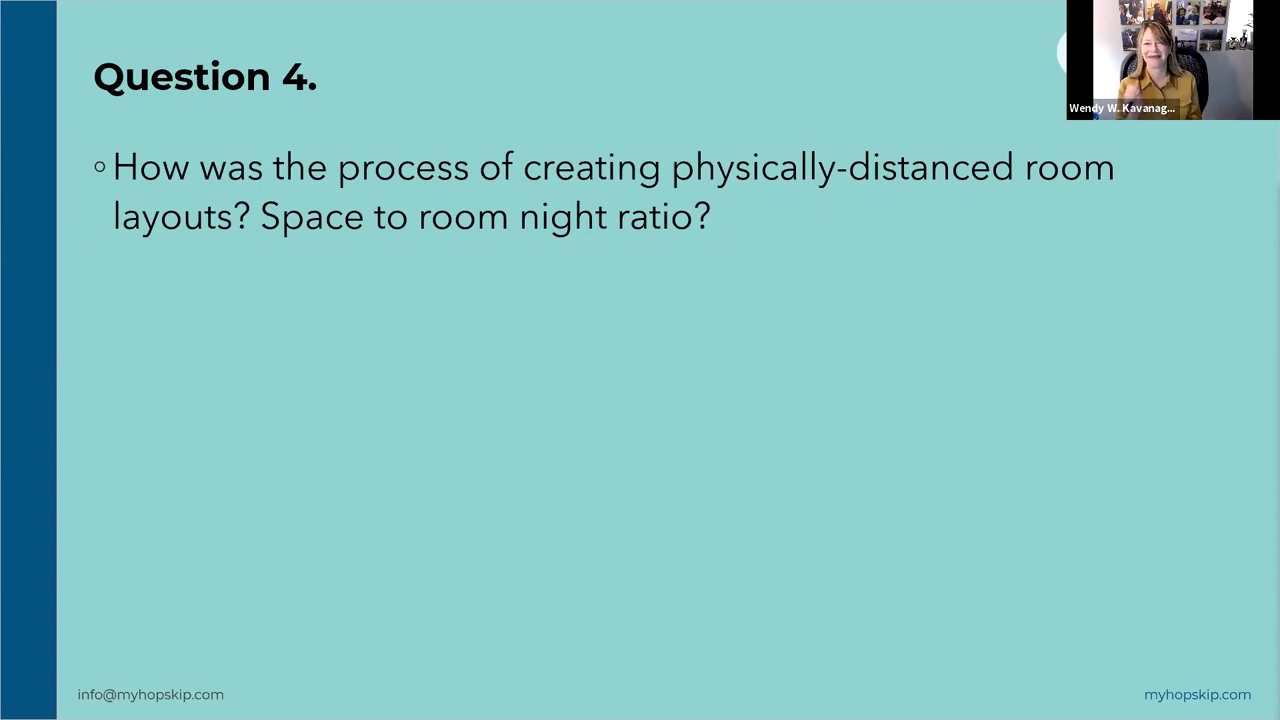 Question 4.
Wendy W. Kavanag...
◦ How was the process of creating physically-distanced room
layouts? Space to room night ratio?
info@myhopskip.com
myhopskip.com